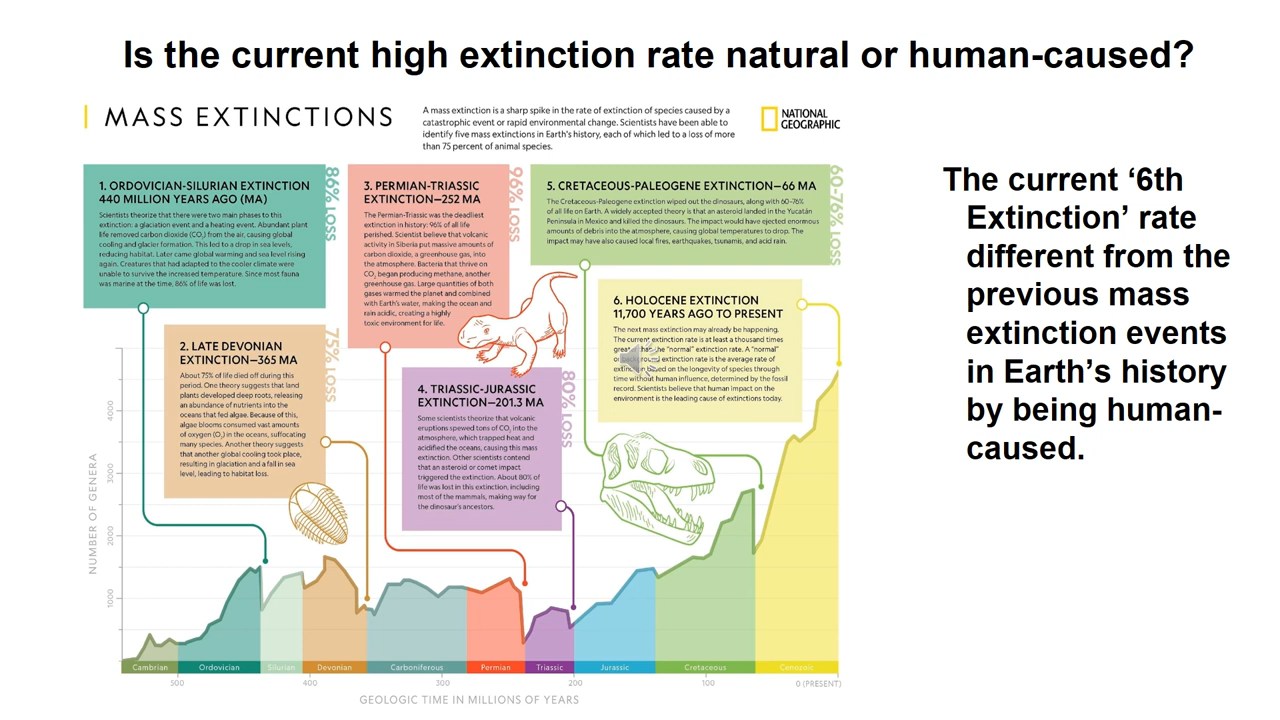 Is the current high extinction rate natural or human-caused?
MASS EXTINCTIONS
A mass extinction is a sharp spike in the rate of extinction of species caused by a
catastrophic event or rapid environmental change. Scientists have been able to
identify five mass extinctions in Earth's history, each of which led to a loss of more
than 75 percent of animal species.
NATIONAL
GEOGRAPHIC
1. ORDOVICIAN-SILURIAN EXTINCTION
440 MILLION YEARS AGO (MA)
Scientists theorize that there were two main phases to this
extinction: a glaciation event and a heating event. Abundant plant
life removed carbon dioxide (CO₂) from the air, causing global
cooling and glacier formation. This led to a drop in sea levels,
reducing habitat. Later came global warming and sea level rising
again. Creatures that had adapted to the cooler climate were
unable to survive the increased temperature. Since most fauna
was marine at the time, 86% of life was lost.
86% LOSS
2. LATE DEVONIAN
EXTINCTION—365 MA
About 75% of life died off during this
period. One theory suggests that land
plants developed deep roots, releasing
an abundance of nutrients into the
oceans that fed algae. Because of this,
algae blooms consumed vast amounts
of oxygen (O₂) in the oceans, suffocating
many species. Another theory suggests
that another global cooling took place,
resulting in glaciation and a fall in sea
level, leading to habitat loss.
75% LOSS
3. PERMIAN-TRIASSIC
EXTINCTION—252 MA
The Permian-Triassic was the deadliest
extinction in history: 96% of all life
perished. Scientist believe that volcanic
activity in Siberia put massive amounts of
carbon dioxide, a greenhouse gas, into
the atmosphere. Bacteria that thrive on
CO₂ began producing methane, another
greenhouse gas. Large quantities of both
gases warmed the planet and combined
with Earth's water, making the ocean and
rain acidic, creating a highly
toxic environment for life.
96% LOSS
4. TRIASSIC-JURASSIC
EXTINCTION—201.3 MA
Some scientists theorize that volcanic
eruptions spewed tons of CO₂ into the
atmosphere, which trapped heat and
acidified the oceans, causing this mass
extinction. Other scientists contend
that an asteroid or comet impact
triggered the extinction. About 80% of
life was lost in this extinction, including
most of the mammals, making way for
the dinosaur's ancestors.
80% LOSS
5. CRETACEOUS-PALEOGENE EXTINCTION—66 MA
The Cretaceous-Paleogene extinction wiped out the dinosaurs, along with 60-76%
of all life on Earth. A widely accepted theory is that an asteroid landed in the Yucatán
Peninsula in Mexico and killed the dinosaurs. The impact would have ejected enormous
amounts of debris into the atmosphere, causing global temperatures to drop. The
impact may have also caused local fires, earthquakes, tsunamis, and acid rain.
60-76% LOSS
6. HOLOCENE EXTINCTION
11,700 YEARS AGO TO PRESENT
The next mass extinction may already be happening.
The current extinction rate is at least a thousand times
the "normal" extinction rate. A "normal"
or extinction rate is the average rate of
based on the longevity of species through
time without human influence, determined by the fossil
record. Scientists believe that human impact on the
environment is the leading cause of extinctions today.
The current '6th
Extinction' rate
different from the
previous mass
extinction events
in Earth's history
by being human-
caused.
NUMBER OF GENERA
4000
3000
2000
1000
Cambrian Ordovician Silurian Devonian Carboniferous Permian Triassic Jurassic Cretaceous Cenozoic
500 400 300 200 100 0 (PRESENT)
GEOLOGIC TIME IN MILLIONS OF YEARS